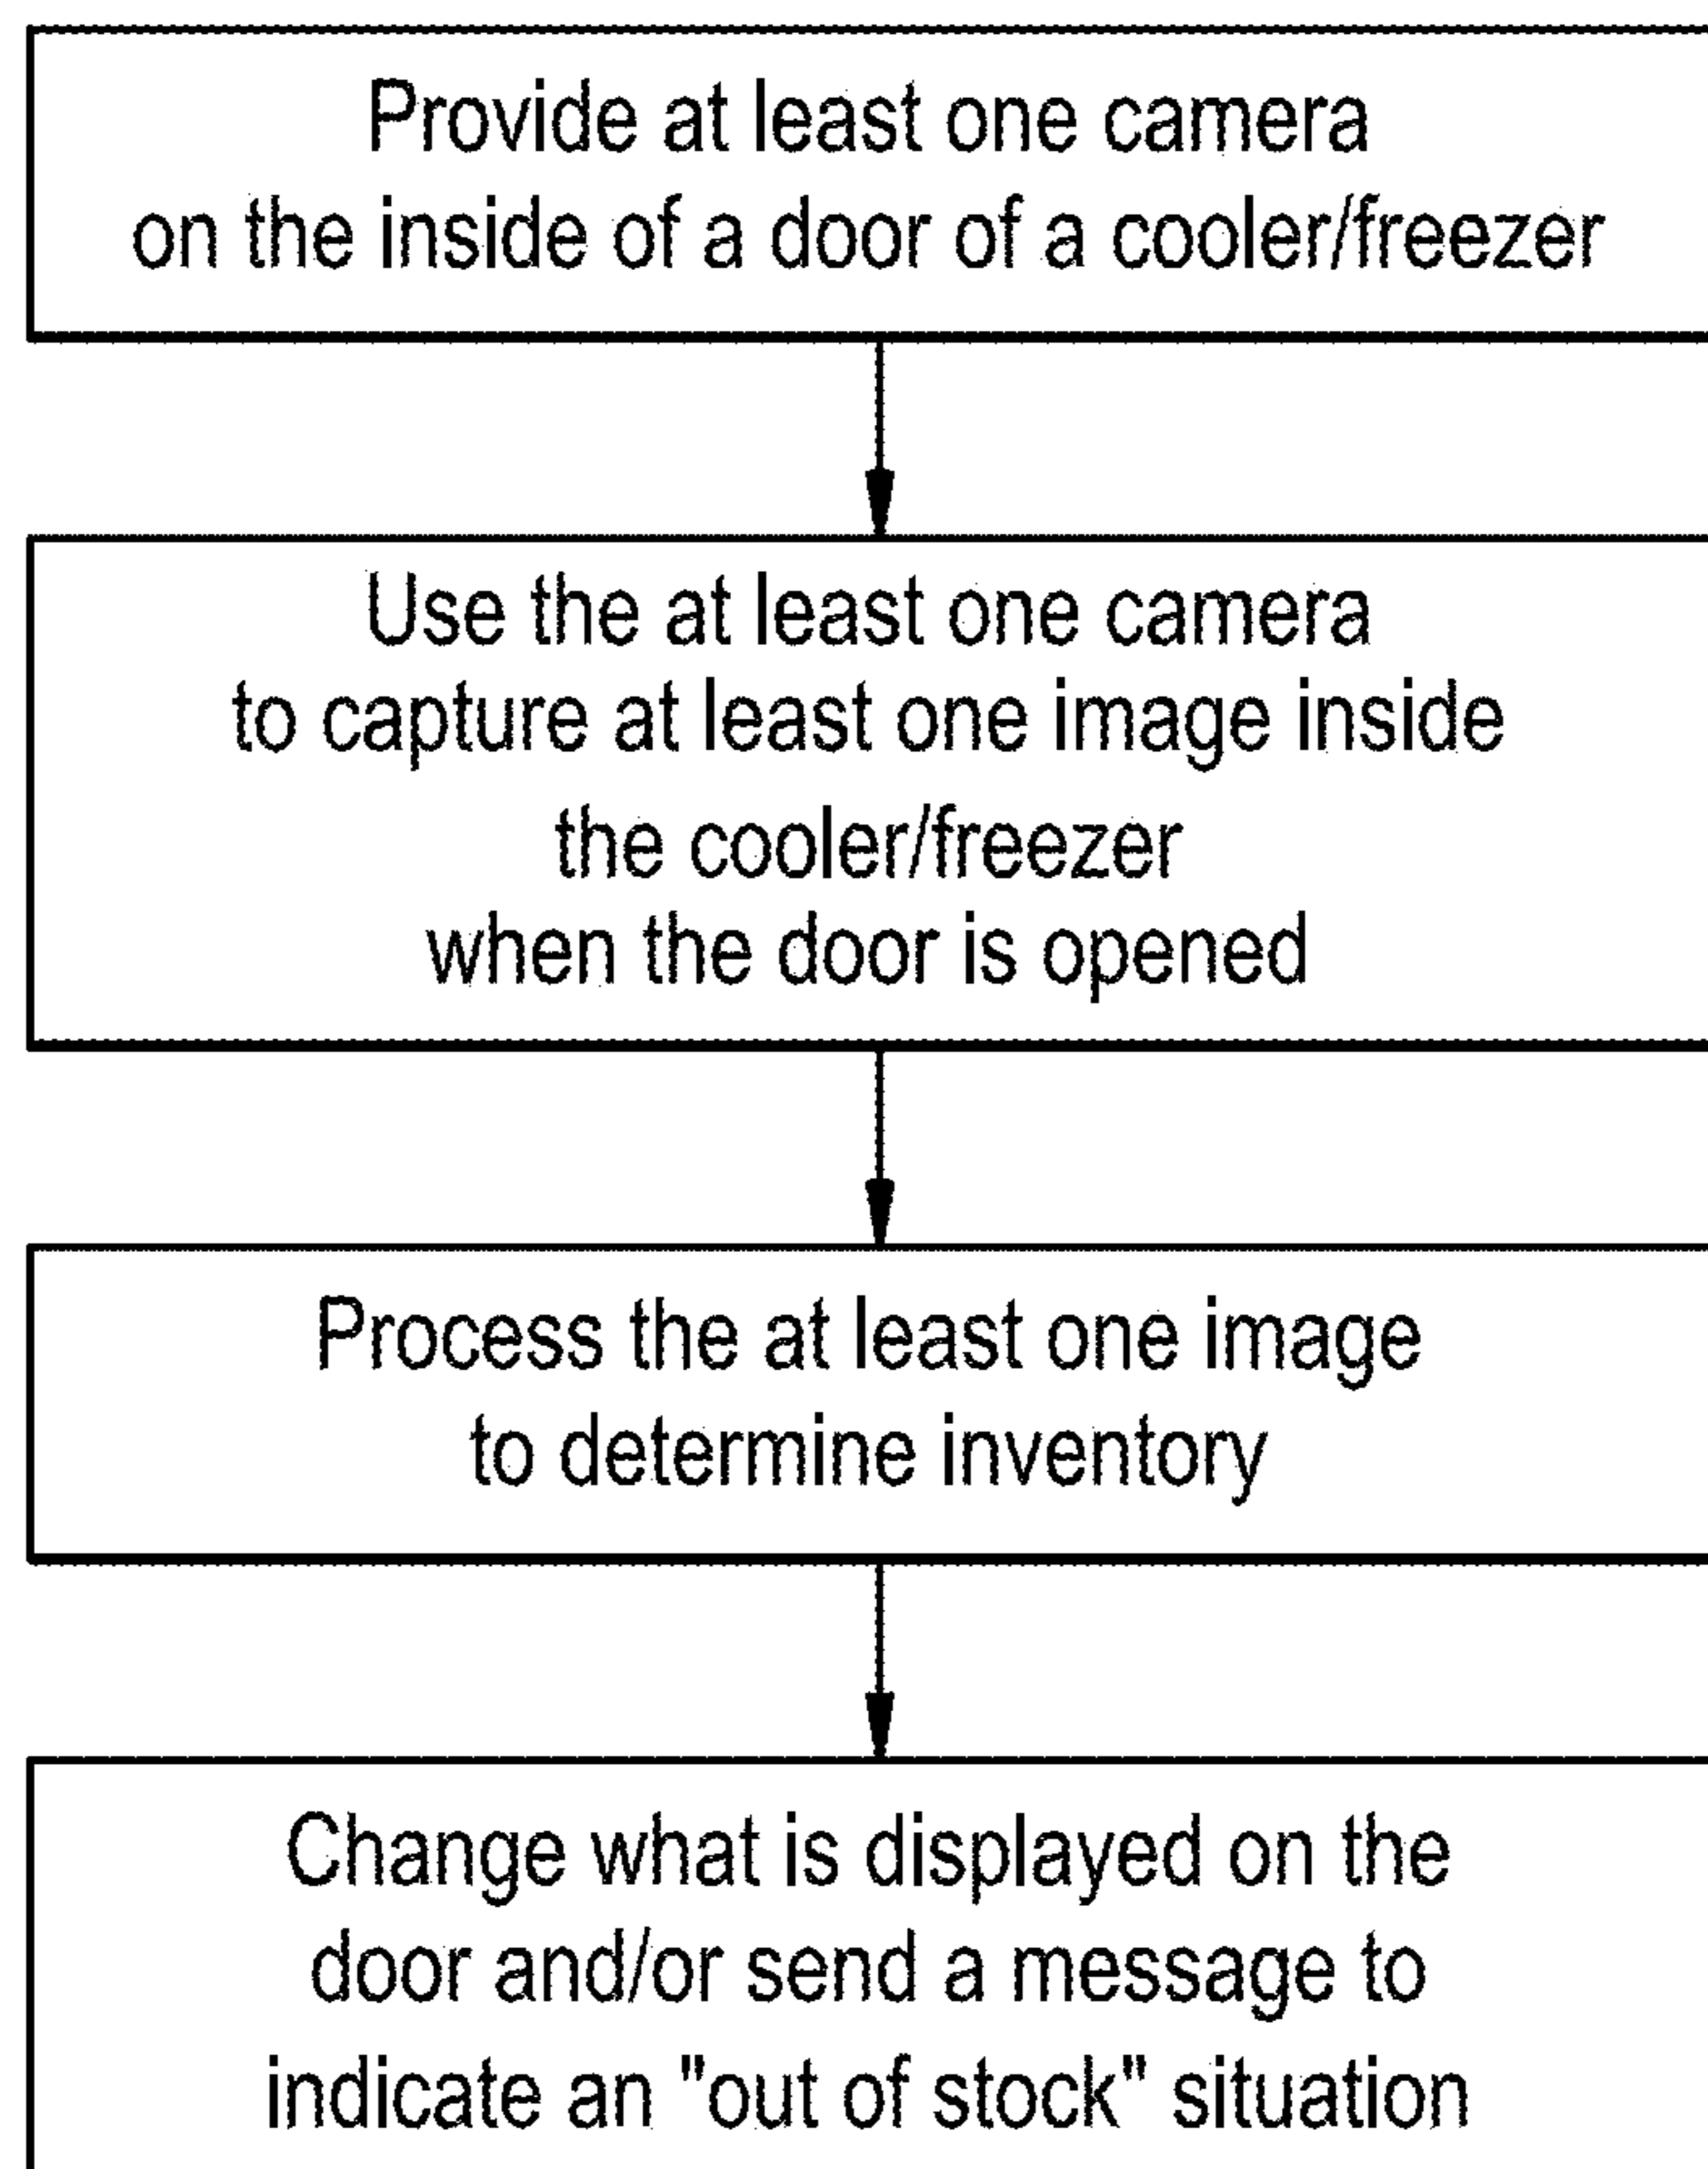 Provide at least one camera
on the inside of a door of a cooler/freezer
Use the at least one camera
to capture at least one image inside
the cooler/freezer
when the door is opened
Process the at least one image
to determine inventory
Change what is displayed on the
door and/or send a message to
indicate an "out of stock" situation